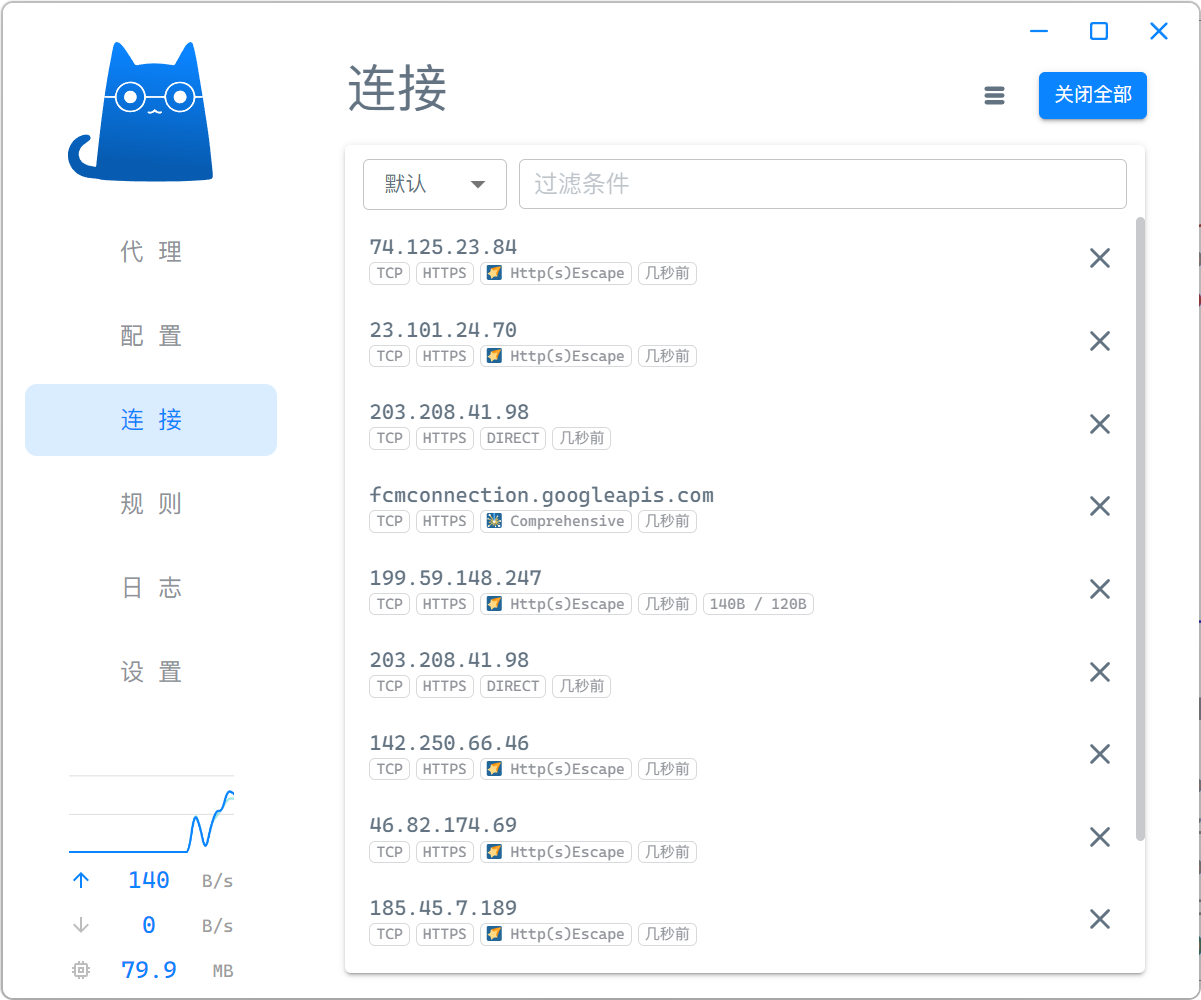 连接
关闭全部
代 理
配 置
连 接
规 则
日 志
设 置
140 B/s
0 B/s
79.9 MB
默认 过滤条件
74.125.23.84
TCP HTTPS Http(s)Escape 几秒前
23.101.24.70
TCP HTTPS Http(s)Escape 几秒前
203.208.41.98
TCP HTTPS DIRECT 几秒前
fcmconnection.googleapis.com
TCP HTTPS Comprehensive 几秒前
199.59.148.247
TCP HTTPS Http(s)Escape 几秒前 140B / 120B
203.208.41.98
TCP HTTPS DIRECT 几秒前
142.250.66.46
TCP HTTPS Http(s)Escape 几秒前
46.82.174.69
TCP HTTPS Http(s)Escape 几秒前
185.45.7.189
TCP HTTPS Http(s)Escape 几秒前